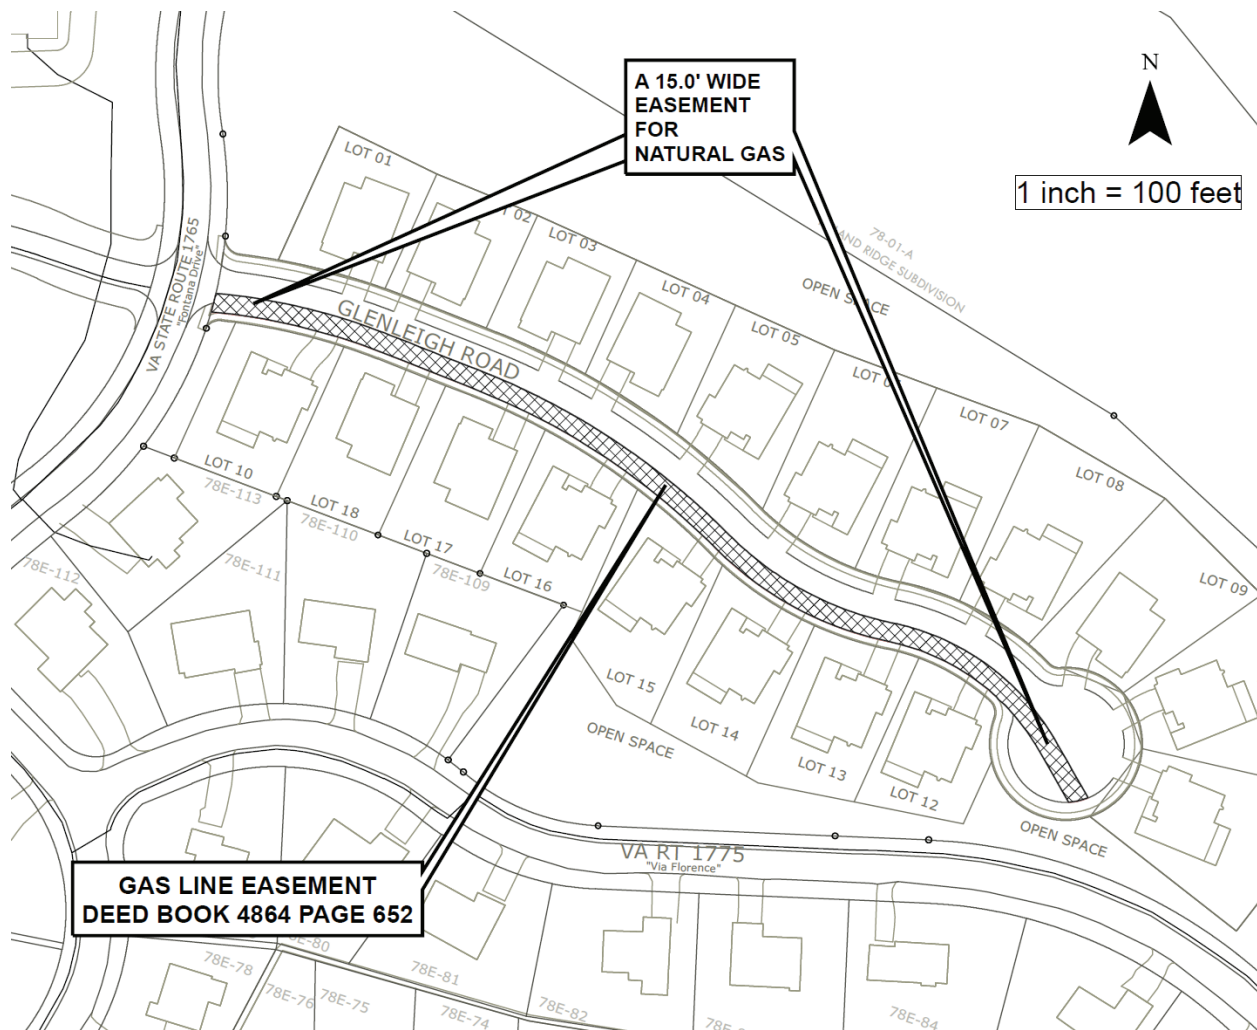 A 15.0' WIDE
EASEMENT
FOR
NATURAL GAS
N
1 inch = 100 feet
LOT 01
02
LOT 03
LOT 04
LOT 05
LOT
LOT 07
LOT 08
LOT 09
78-01-A
AND RIDGE SUBDIVISION
OPEN SPACE
VA STATE ROUTE 1765
"Fontana Drive"
GLENLEIGH ROAD
LOT 10
78E-113
LOT 18
78E-110
LOT 17
78E-109
LOT 16
78E-112
78E-111
LOT 15
LOT 14
LOT 13
LOT 12
OPEN SPACE
OPEN SPACE
VA RT 1775
"Via Florence"
GAS LINE EASEMENT
DEED BOOK 4864 PAGE 652
78E-80
78E-78
78E-81
78E-76
78E-75
78E-74
78E-82
78E-84